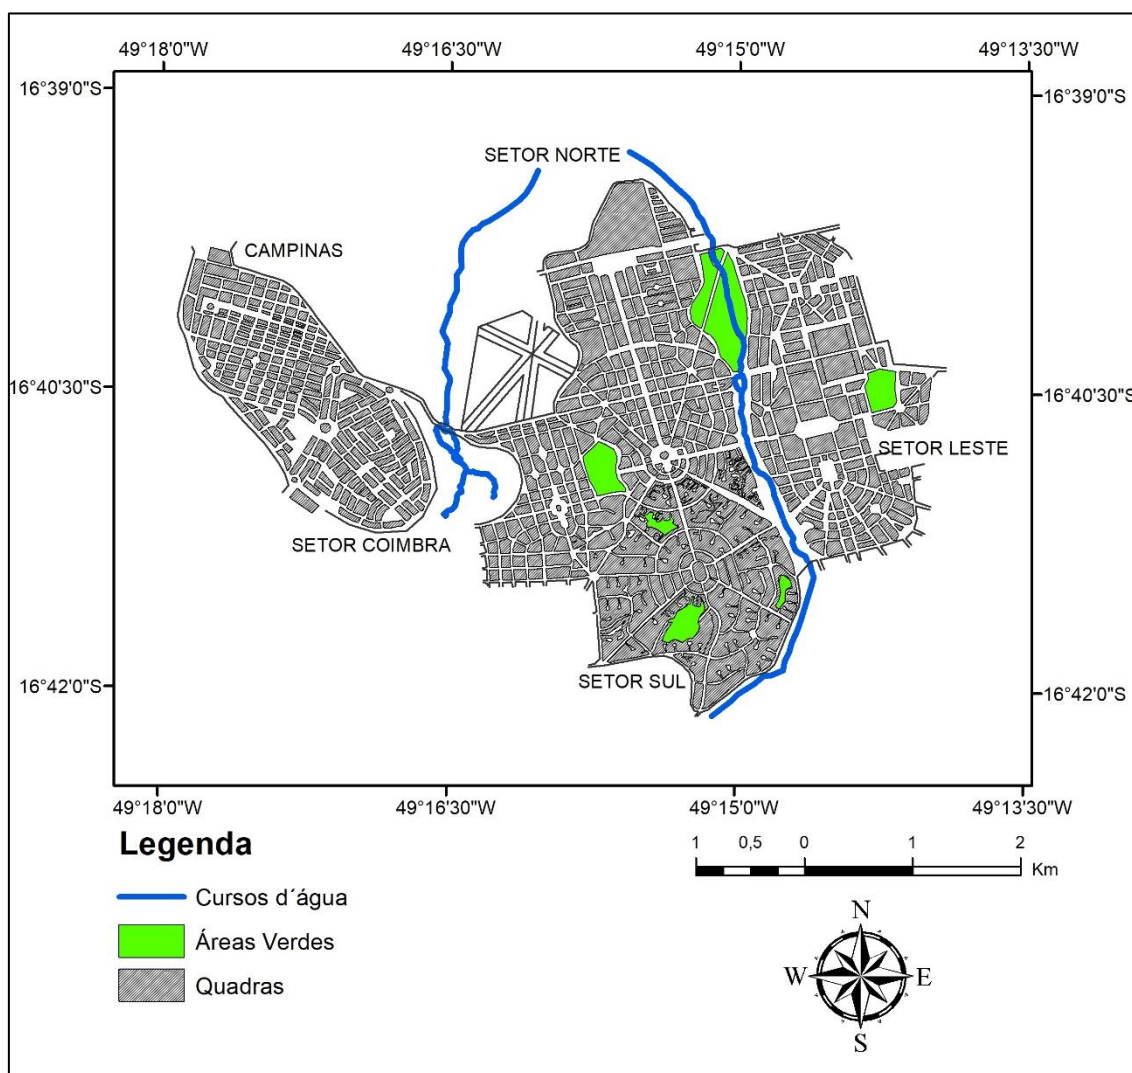 49°18'0"W 49°16'30"W 49°15'0"W 49°13'30"W
16°39'0"S 16°39'0"S
SETOR NORTE
CAMPINAS
16°40'30"S 16°40'30"S
SETOR LESTE
SETOR COIMBRA
SETOR SUL
16°42'0"S 16°42'0"S
49°18'0"W 49°16'30"W 49°15'0"W 49°13'30"W
Legenda
1 0,5 0 1 2
Km
Cursos d´água
Áreas Verdes
Quadras
N
W E
S